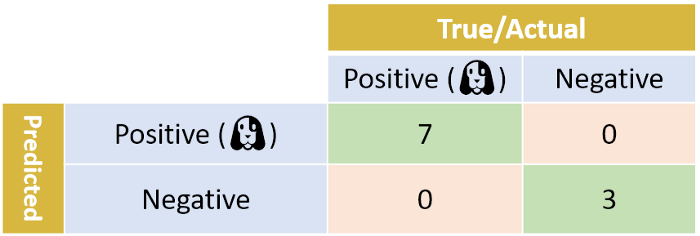 True/Actual
Positive ( ) Negative
Predicted
Positive ( ) 7 0
Negative 0 3